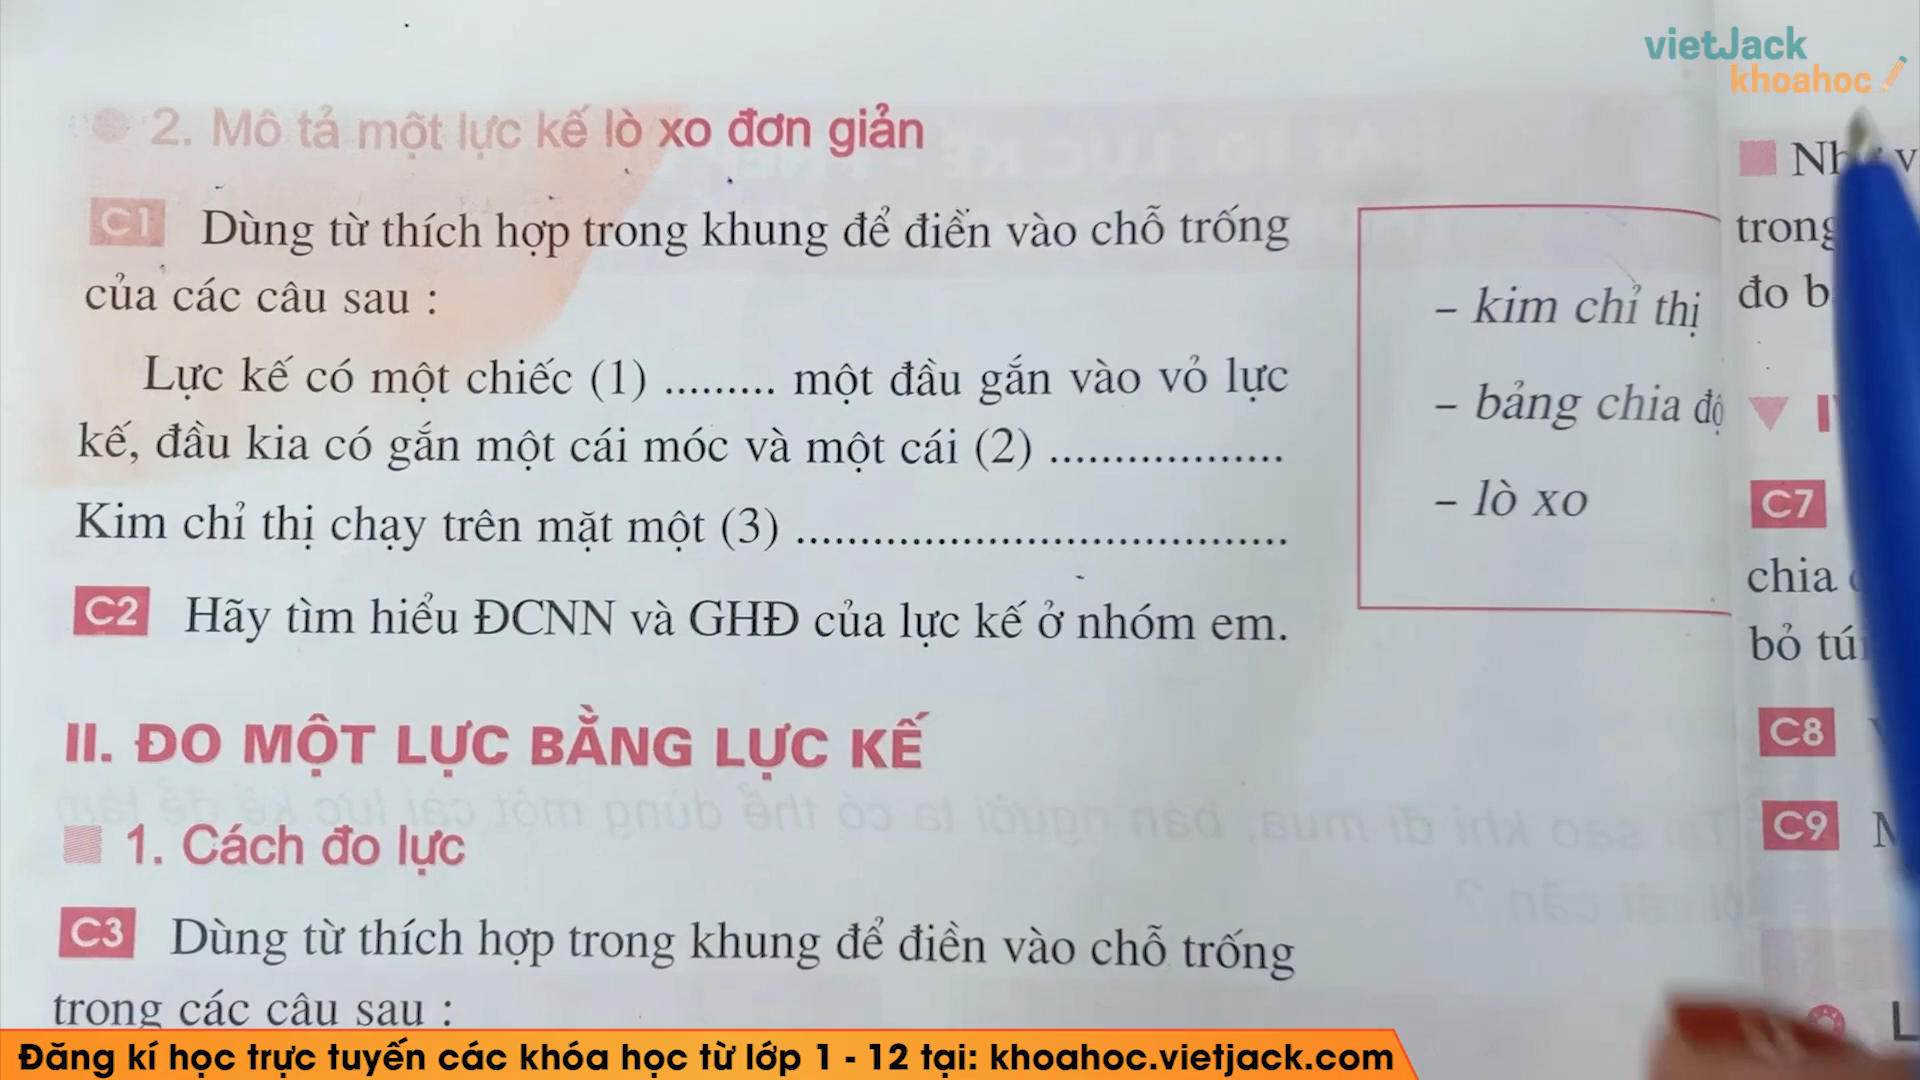 vietJack
khoahoc
2. Mô tả một lực kế lò xo đơn giản
C1 Dùng từ thích hợp trong khung để điền vào chỗ trống
của các câu sau :
Lực kế có một chiếc (1) ......... một đầu gắn vào vỏ lực
kế, đầu kia có gắn một cái móc và một cái (2) ..................
Kim chỉ thị chạy trên mặt một (3) ......................................
C2 Hãy tìm hiểu ĐCNN và GHĐ của lực kế ở nhóm em.
– kim chỉ thị
– bảng chia độ
– lò xo
II. ĐO MỘT LỰC BẰNG LỰC KẾ
1. Cách đo lực
C3 Dùng từ thích hợp trong khung để điền vào chỗ trống
trong các câu sau :
trong
đo b
C7
chia
bỏ túi
C8
C9
Đăng kí học trực tuyến các khóa học từ lớp 1 - 12 tại: khoahoc.vietjack.com